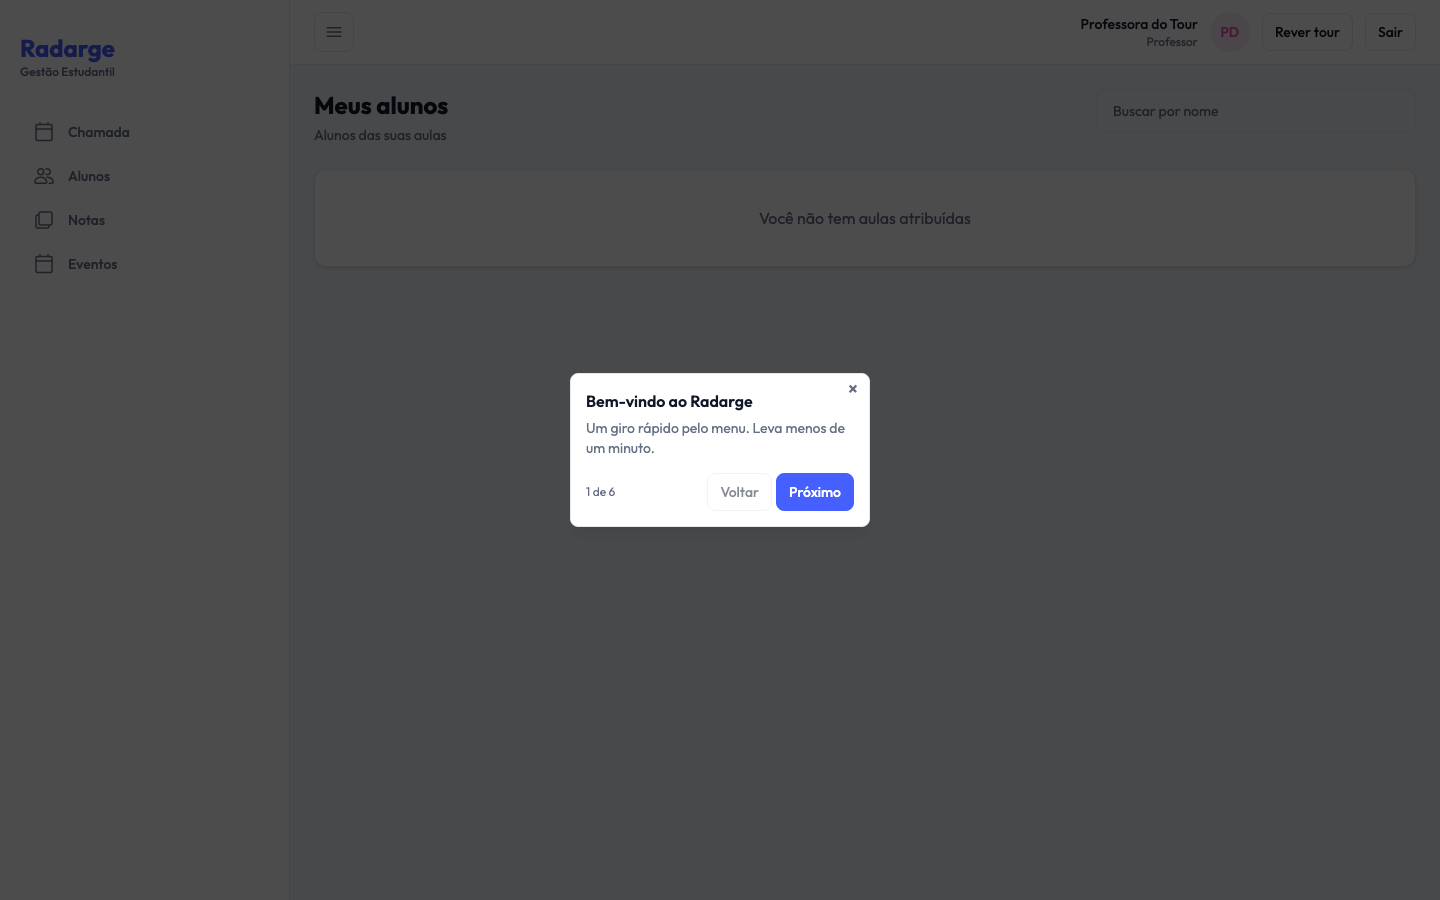 Radarge
Gestão Estudantil
Chamada
Alunos
Notas
Eventos
Professora do Tour
Professor
PD
Rever tour
Sair
Meus alunos
Alunos das suas aulas
Buscar por nome
Você não tem aulas atribuídas
×
Bem-vindo ao Radarge
Um giro rápido pelo menu. Leva menos de
um minuto.
1 de 6
Voltar
Próximo